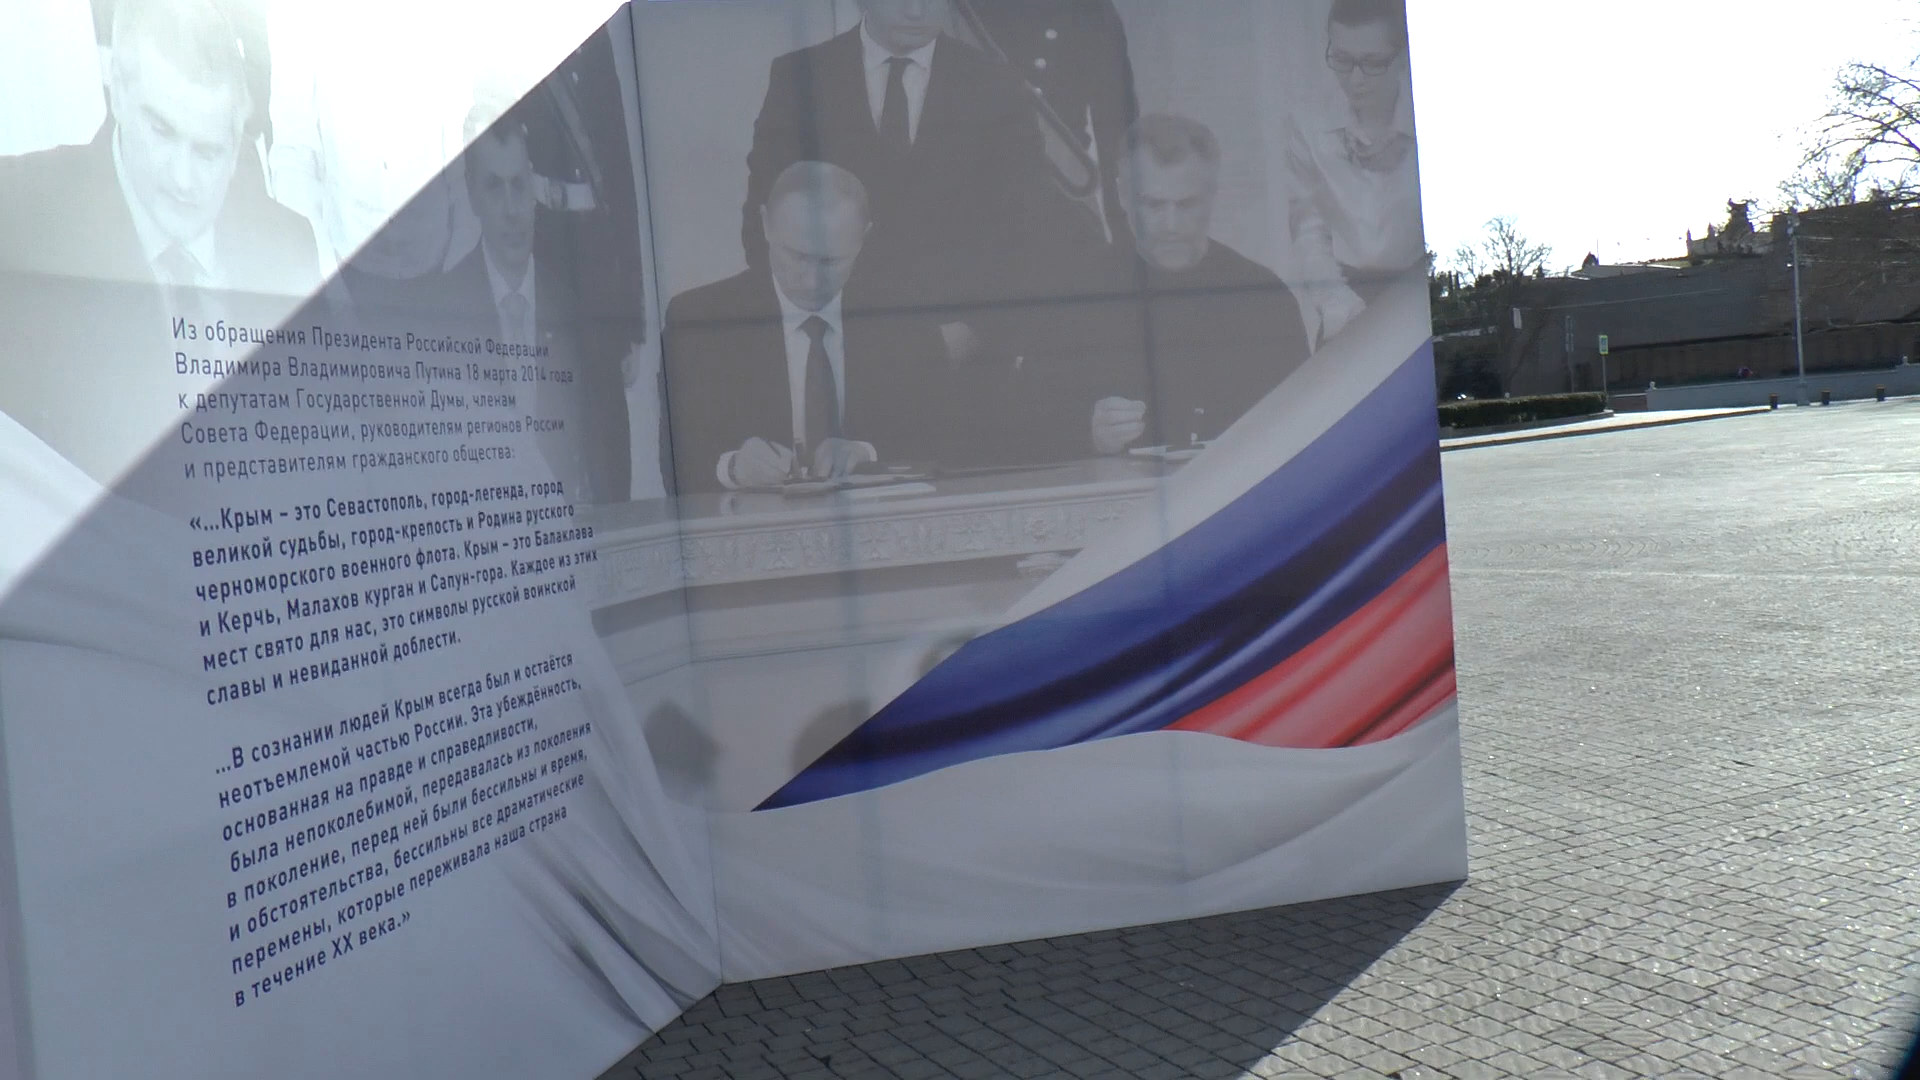 Из обращения Президента Российской Федерации
Владимира Владимировича Путина 18 марта 2014 года
к депутатам Государственной Думы, членам
Совета Федерации, руководителям регионов России
и представителям гражданского общества:
«...Крым – это Севастополь, город-легенда, город
великой судьбы, город-крепость и Родина русского
черноморского военного флота. Крым – это Балаклава
и Керчь, Малахов курган и Сапун-гора. Каждое из этих
мест свято для нас, это символы русской воинской
славы и невиданной доблести.
...В сознании людей Крым всегда был и остаётся
неотъемлемой частью России. Эта убеждённость,
основанная на правде и справедливости,
была непоколебимой, передавалась из поколения
в поколение, перед ней были бессильны и время,
и обстоятельства, бессильны все драматические
перемены, которые переживала наша страна
в течение XX века.»